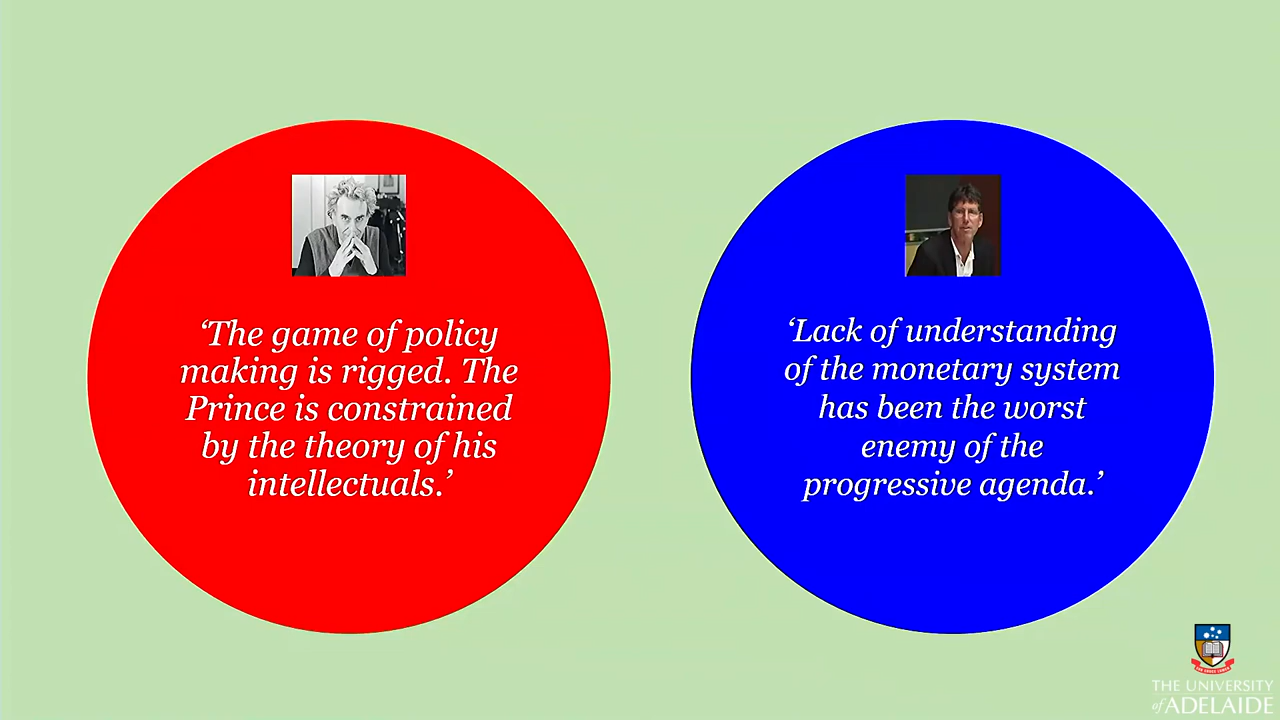 ‘The game of policy
making is rigged. The
Prince is constrained
by the theory of his
intellectuals.’
‘Lack of understanding
of the monetary system
has been the worst
enemy of the
progressive agenda.’
THE UNIVERSITY
of ADELAIDE